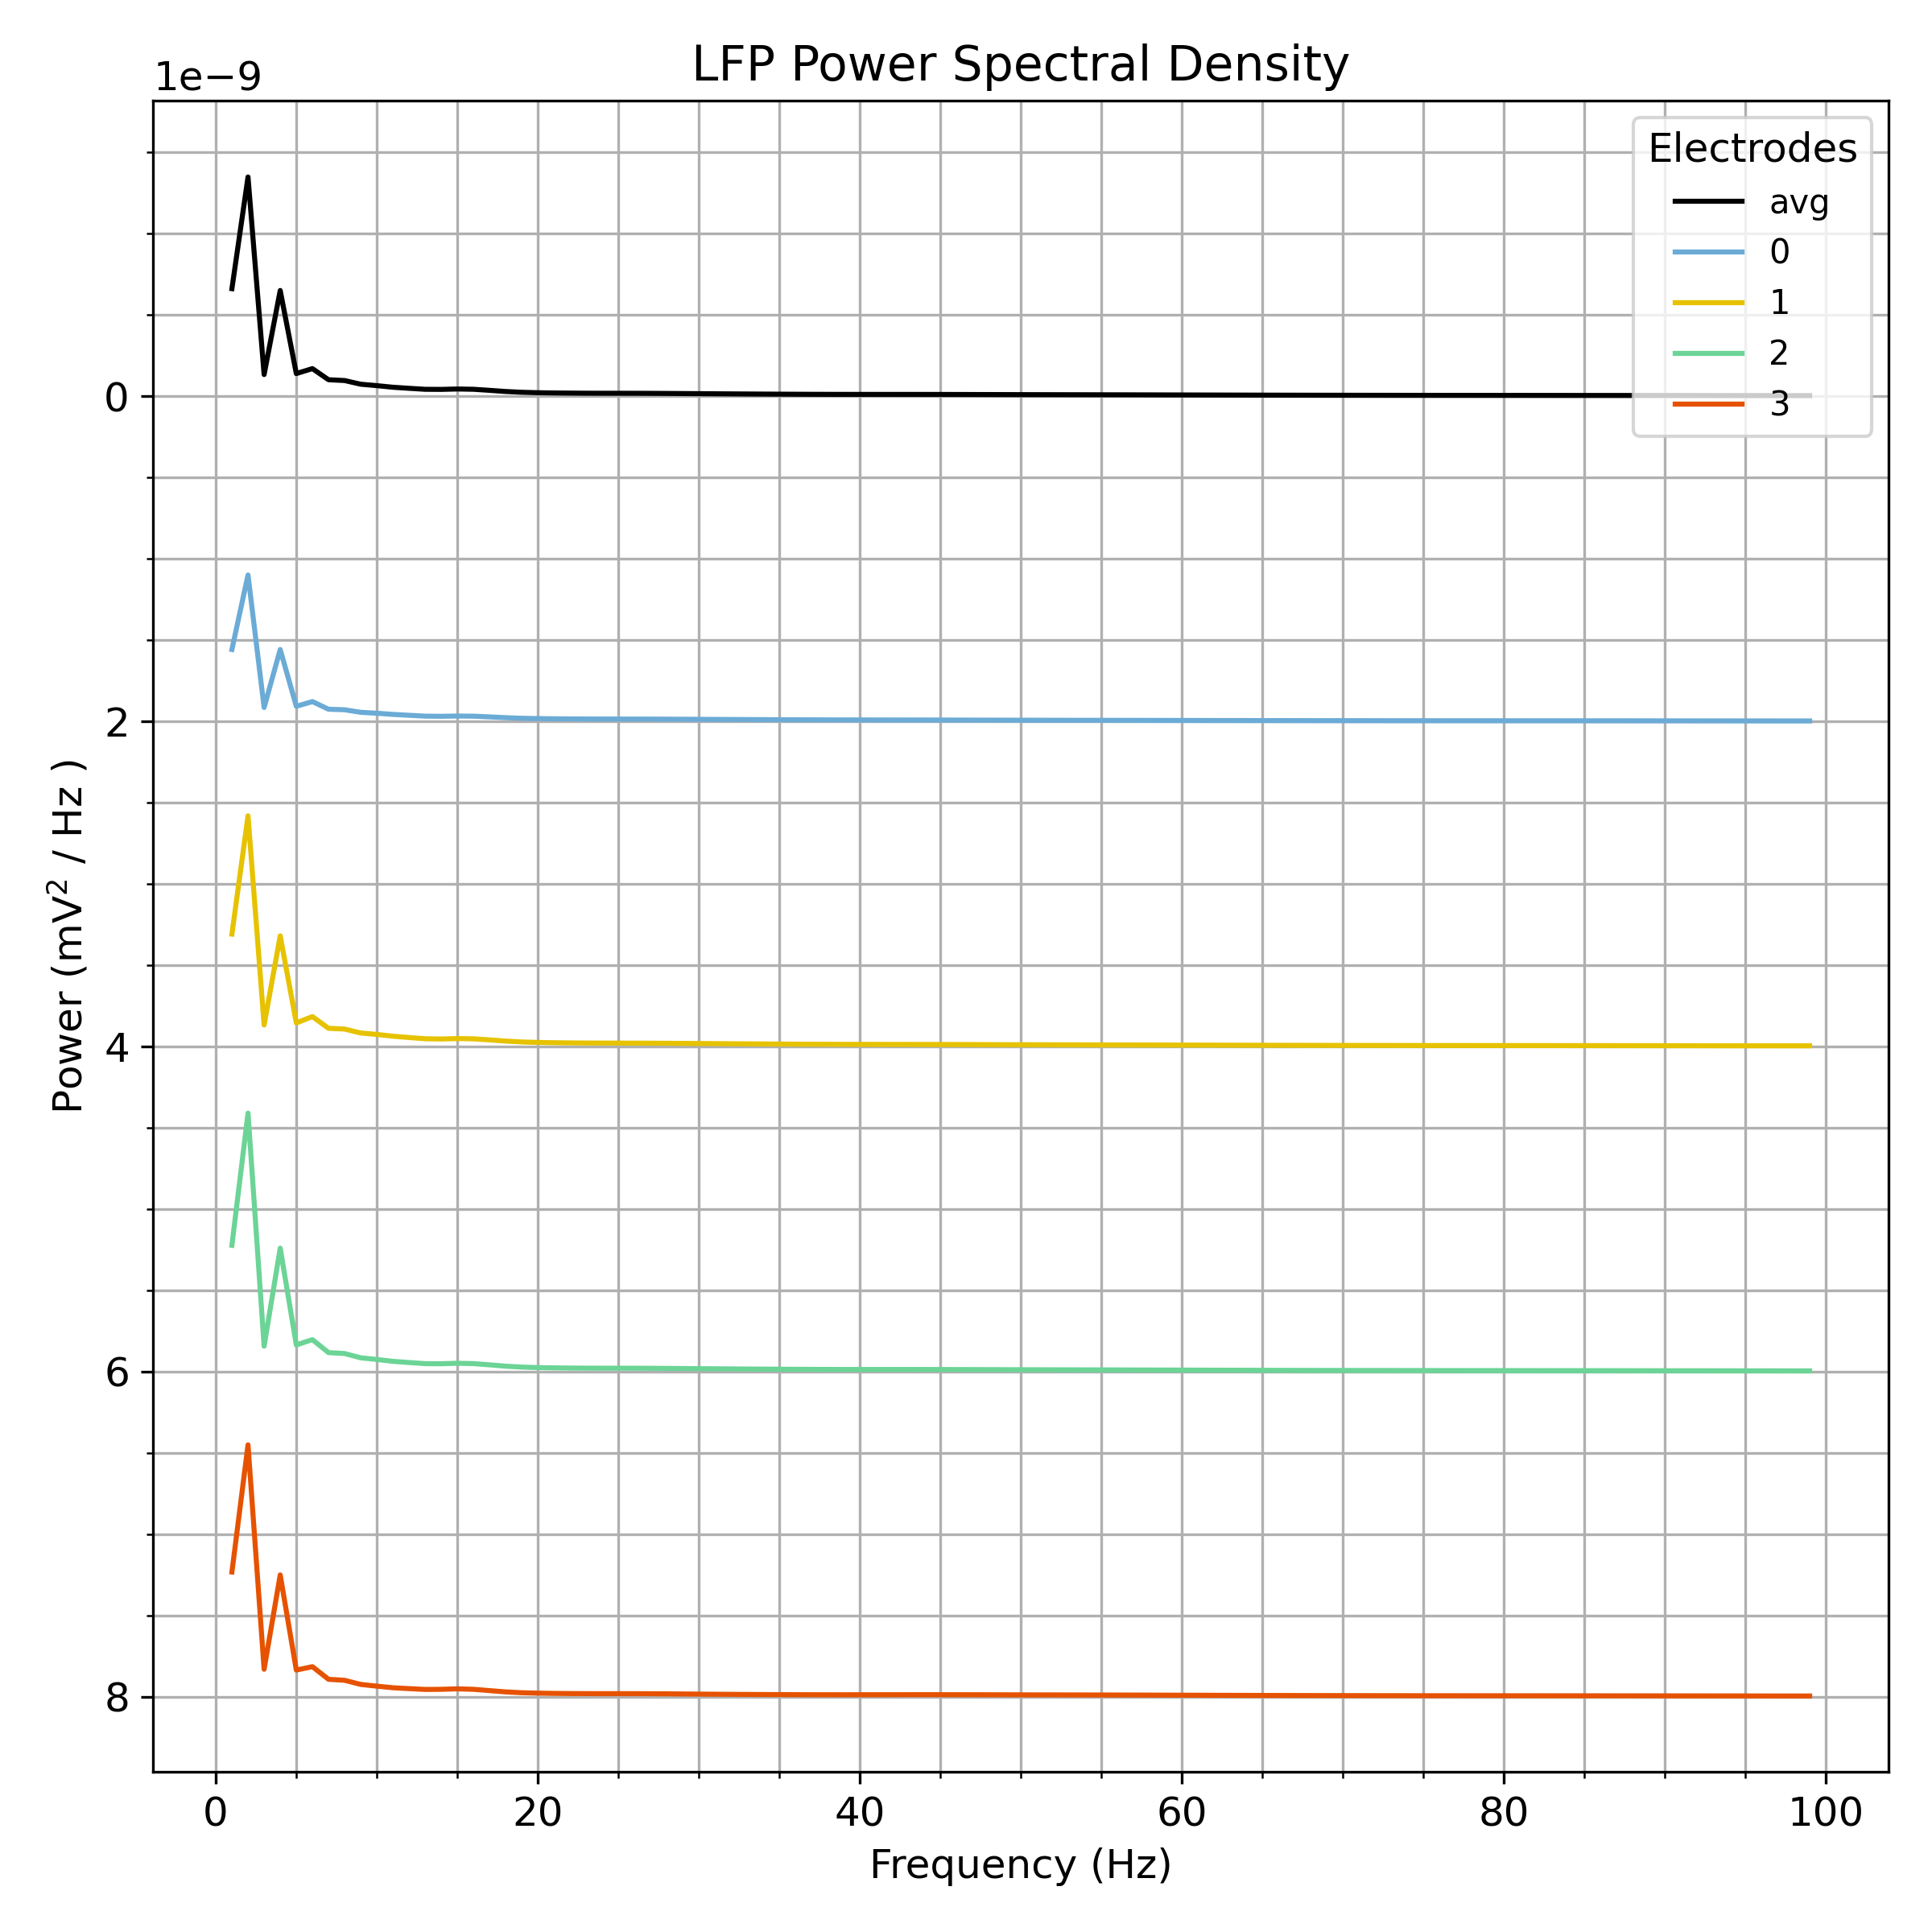 LFP Power Spectral Density
1e−9
Electrodes
avg
0
1
2
3
0
2
4
6
8
Power (mV² / Hz )
0 20 40 60 80 100
Frequency (Hz)